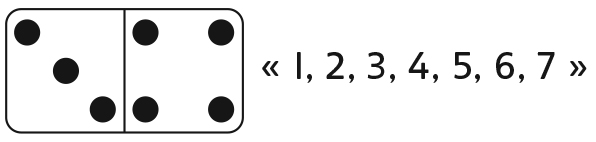 « 1, 2, 3, 4, 5, 6, 7 »